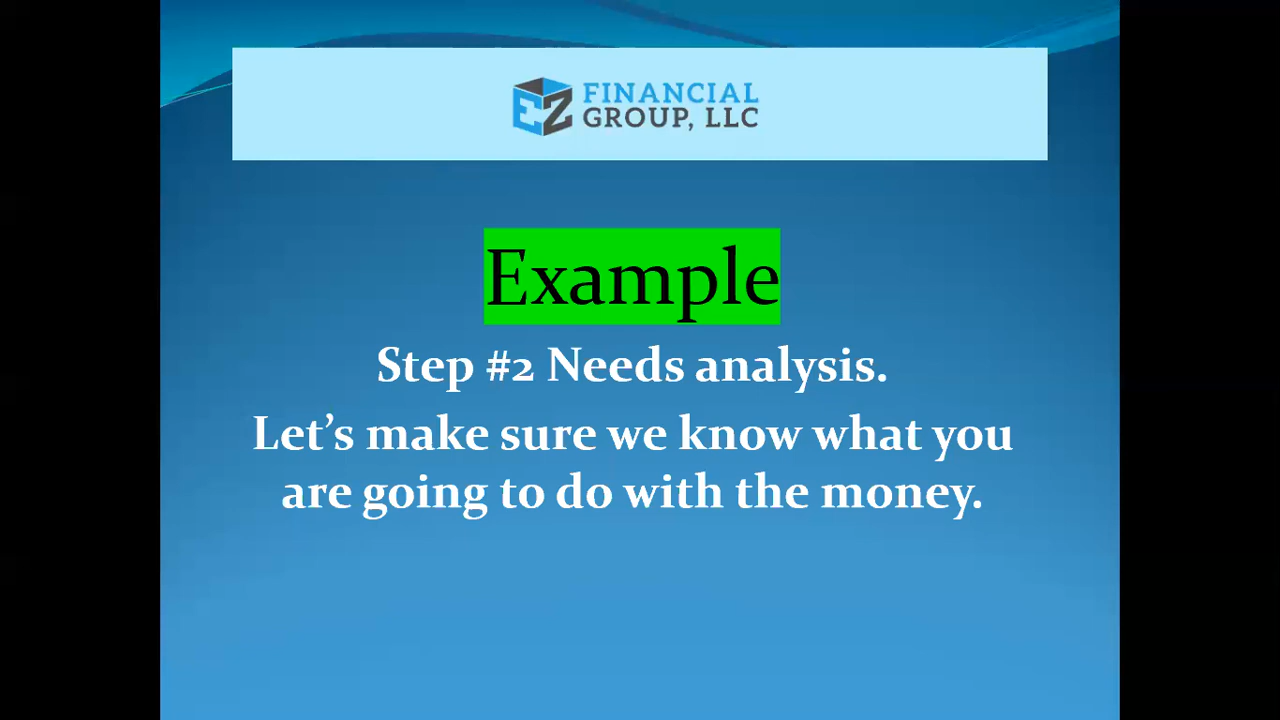 EZ FINANCIAL
GROUP, LLC
Example
Step #2 Needs analysis.
Let’s make sure we know what you
are going to do with the money.